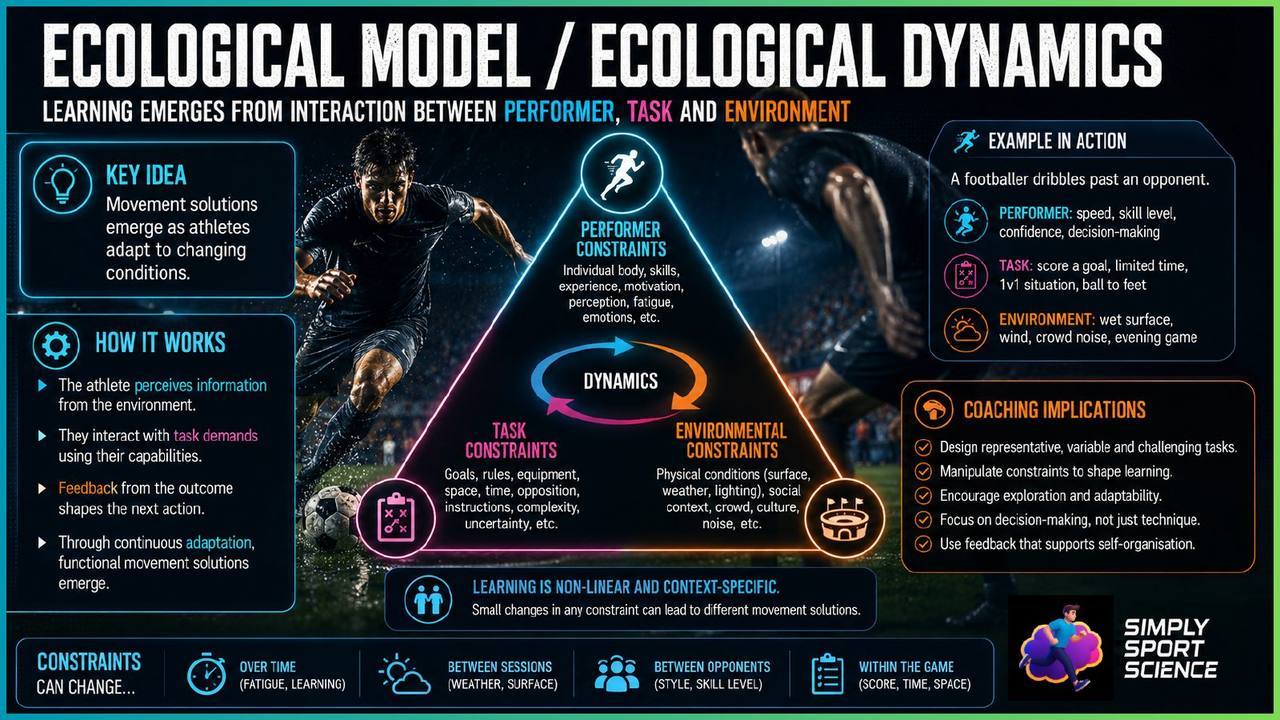 ECOLOGICAL MODEL / ECOLOGICAL DYNAMICS
LEARNING EMERGES FROM INTERACTION BETWEEN PERFORMER, TASK AND ENVIRONMENT
KEY IDEA
Movement solutions
emerge as athletes
adapt to changing
conditions.
HOW IT WORKS
The athlete perceives information
from the environment.
They interact with task demands
using their capabilities.
Feedback from the outcome
shapes the next action.
Through continuous adaptation,
functional movement solutions
emerge.
PERFORMER
CONSTRAINTS
Individual body, skills,
experience, motivation,
perception, fatigue,
emotions, etc.
DYNAMICS
TASK
CONSTRAINTS
Goals, rules, equipment,
space, time, opposition,
instructions, complexity,
uncertainty, etc.
ENVIRONMENTAL
CONSTRAINTS
Physical conditions (surface,
weather, lighting), social
context, crowd, culture,
noise, etc.
LEARNING IS NON-LINEAR AND CONTEXT-SPECIFIC.
Small changes in any constraint can lead to different movement solutions.
EXAMPLE IN ACTION
A footballer dribbles past an opponent.
PERFORMER: speed, skill level,
confidence, decision-making
TASK: score a goal, limited time,
1v1 situation, ball to feet
ENVIRONMENT: wet surface,
wind, crowd noise, evening game
COACHING IMPLICATIONS
Design representative, variable and challenging tasks.
Manipulate constraints to shape learning.
Encourage exploration and adaptability.
Focus on decision-making, not just technique.
Use feedback that supports self-organisation.
CONSTRAINTS
CAN CHANGE...
OVER TIME
(FATIGUE, LEARNING)
BETWEEN SESSIONS
(WEATHER, SURFACE)
BETWEEN OPPONENTS
(STYLE, SKILL LEVEL)
WITHIN THE GAME
(SCORE, TIME, SPACE)
SIMPLY
SPORT
SCIENCE